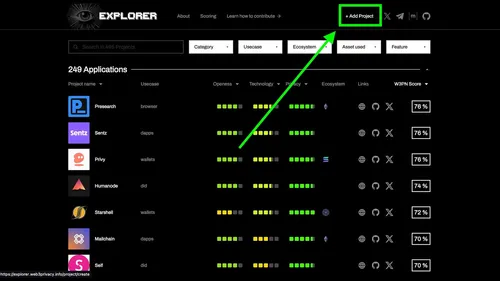 EXPLORER
About
Scoring
Learn how to contribute →
+ Add Project
Search in 249 Projects
Category
Usecase
Ecosystem
Asset used
Feature
249 Applications
Project name
Usecase
Openness
Technology
Privacy
Ecosystem
Links
W3PN Score
Presearch browser 76 %
Sentz dapps 76 %
Privy wallets 76 %
Humanode did 74 %
Starshell wallets 72 %
Mailchain dapps 70 %
Self did 70 %
https://explorer.web3privacy.info/project/create